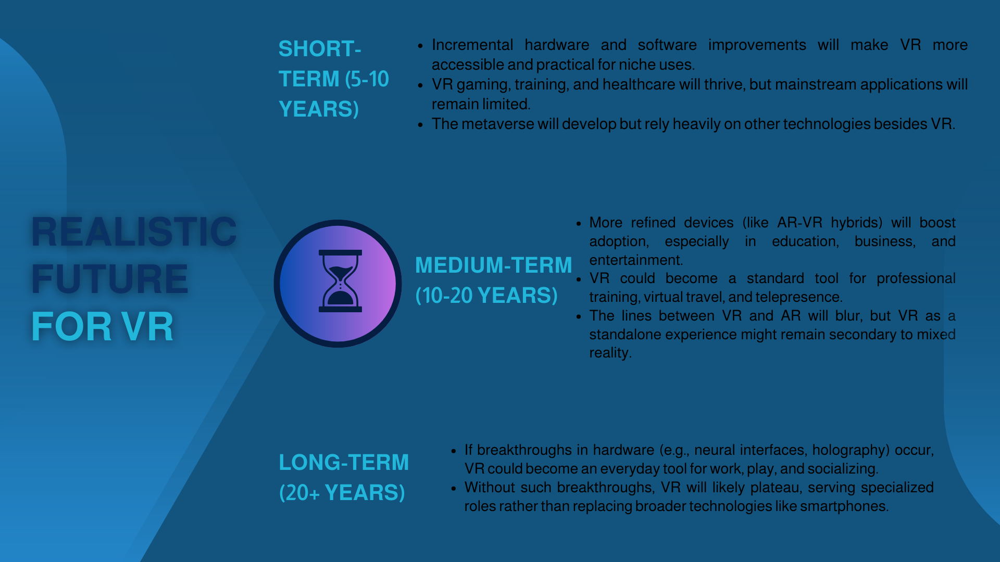 REALISTIC
FUTURE
FOR VR
SHORT-
TERM (5-10
YEARS)
• Incremental hardware and software improvements will make VR more
accessible and practical for niche uses.
• VR gaming, training, and healthcare will thrive, but mainstream applications will
remain limited.
• The metaverse will develop but rely heavily on other technologies besides VR.
MEDIUM-TERM
(10-20 YEARS)
• More refined devices (like AR-VR hybrids) will boost
adoption, especially in education, business, and
entertainment.
• VR could become a standard tool for professional
training, virtual travel, and telepresence.
• The lines between VR and AR will blur, but VR as a
standalone experience might remain secondary to mixed
reality.
LONG-TERM
(20+ YEARS)
• If breakthroughs in hardware (e.g., neural interfaces, holography) occur,
VR could become an everyday tool for work, play, and socializing.
• Without such breakthroughs, VR will likely plateau, serving specialized
roles rather than replacing broader technologies like smartphones.